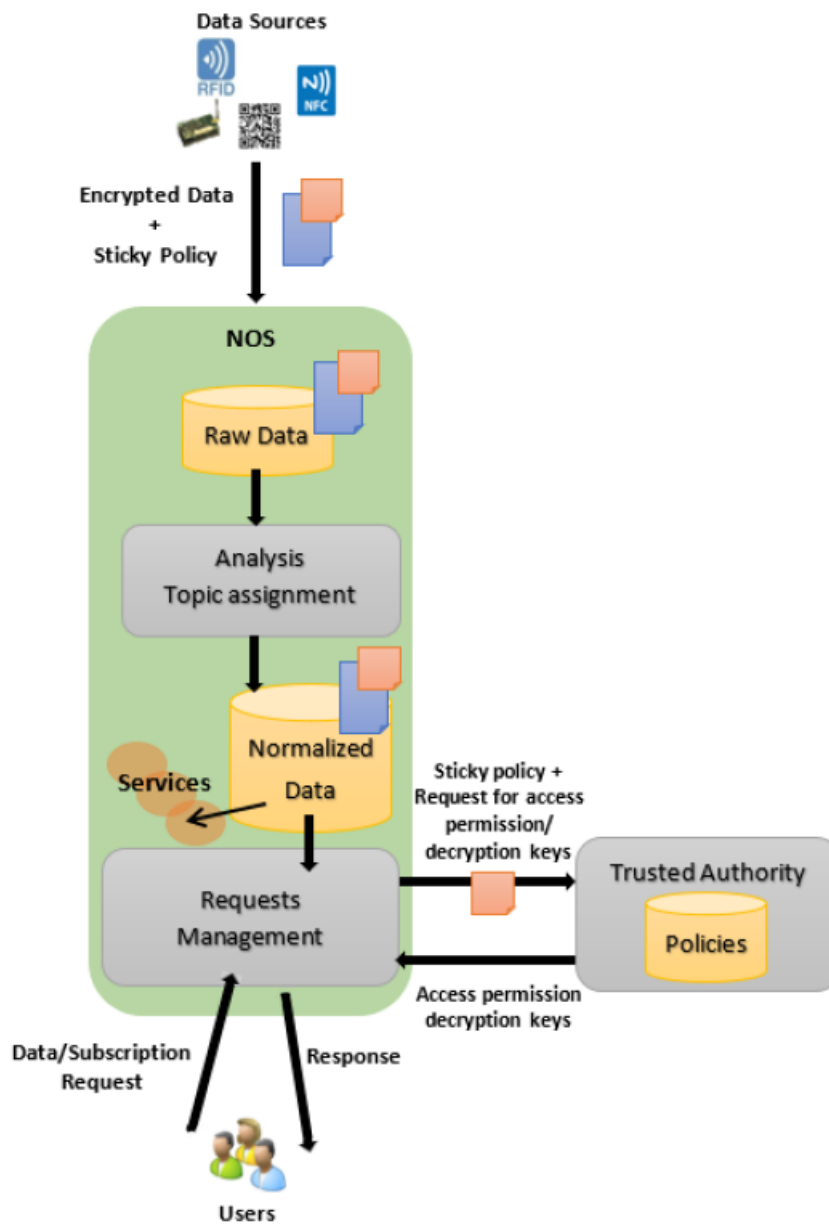 Data Sources
RFID
NFC
Encrypted Data
+
Sticky Policy
NOS
Raw Data
Analysis
Topic assignment
Normalized
Data
Services
Sticky policy +
Request for access
permission/
decryption keys
Requests
Management
Trusted Authority
Policies
Access permission
decryption keys
Data/Subscription
Request
Response
Users